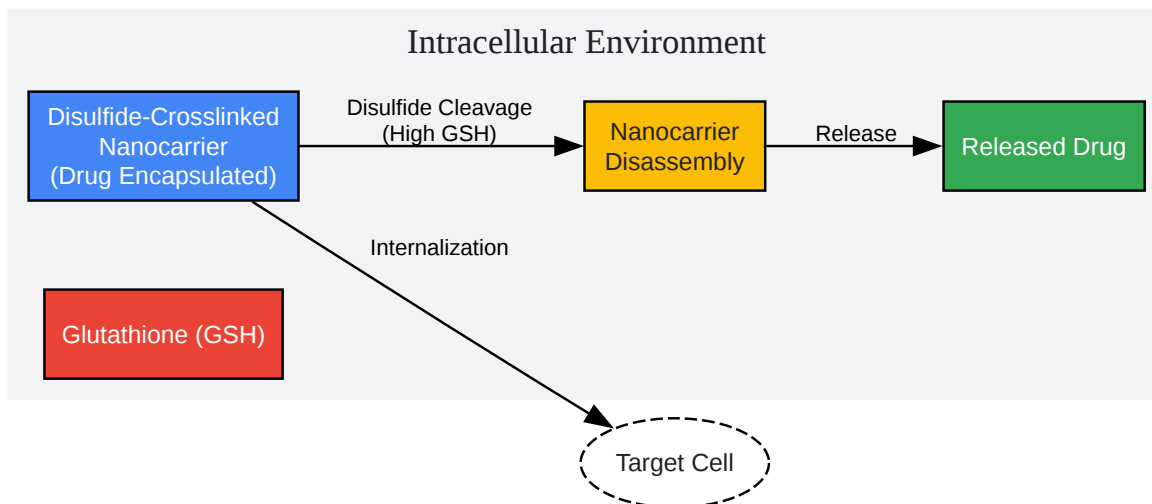 Intracellular Environment
Disulfide-Crosslinked
Nanocarrier
(Drug Encapsulated)
Disulfide Cleavage
(High GSH)
Nanocarrier
Disassembly
Release
Released Drug
Internalization
Glutathione (GSH)
Target Cell